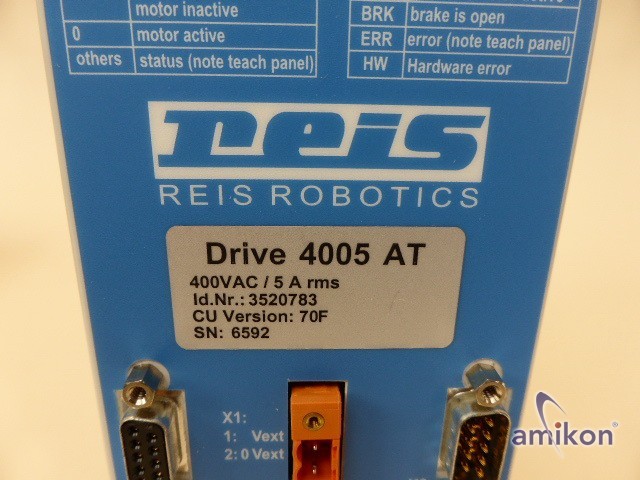 motor inactive
0 motor active
others status (note teach panel)
BRK brake is open
ERR error (note teach panel)
HW Hardware error
reis
REIS ROBOTICS
Drive 4005 AT
400VAC / 5 A rms
Id.Nr.: 3520783
CU Version: 70F
SN: 6592
X1:
1: Vext
2: 0 Vext
amikon